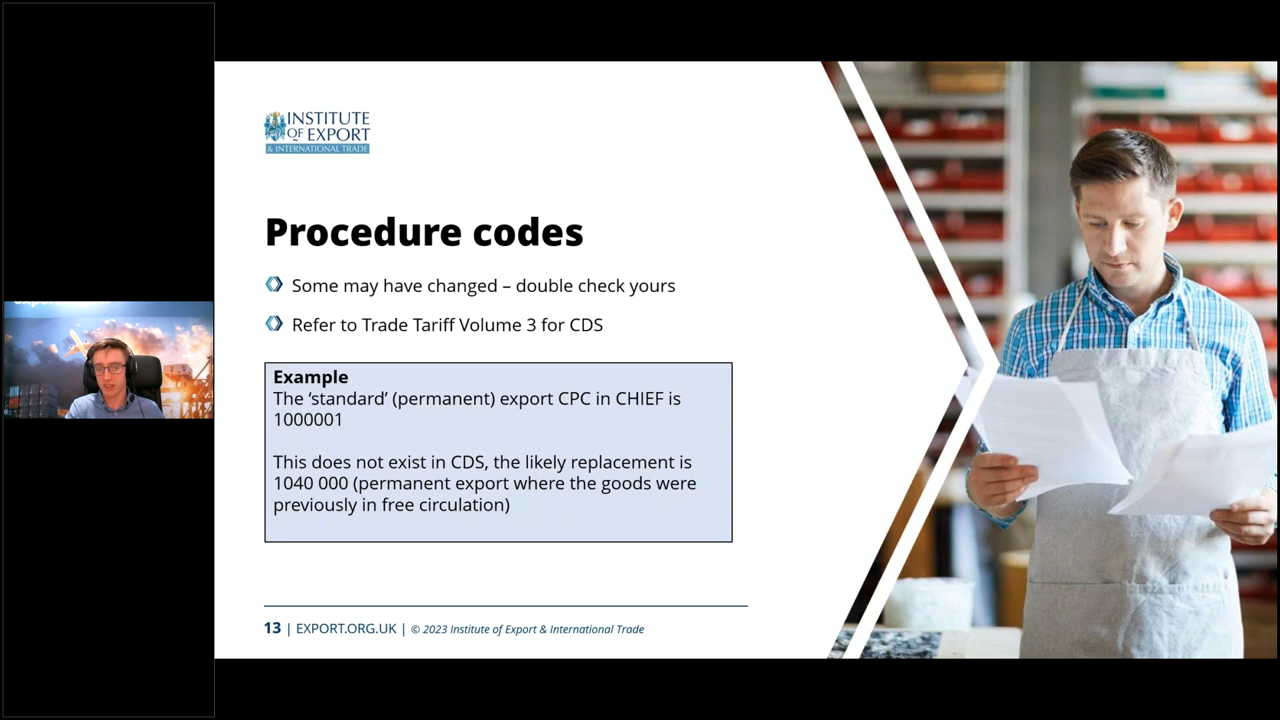 INSTITUTE
OF EXPORT
& INTERNATIONAL TRADE
Procedure codes
Some may have changed – double check yours
Refer to Trade Tariff Volume 3 for CDS
Example
The ‘standard’ (permanent) export CPC in CHIEF is
1000001
This does not exist in CDS, the likely replacement is
1040 000 (permanent export where the goods were
previously in free circulation)
13 | EXPORT.ORG.UK | © 2023 Institute of Export & International Trade